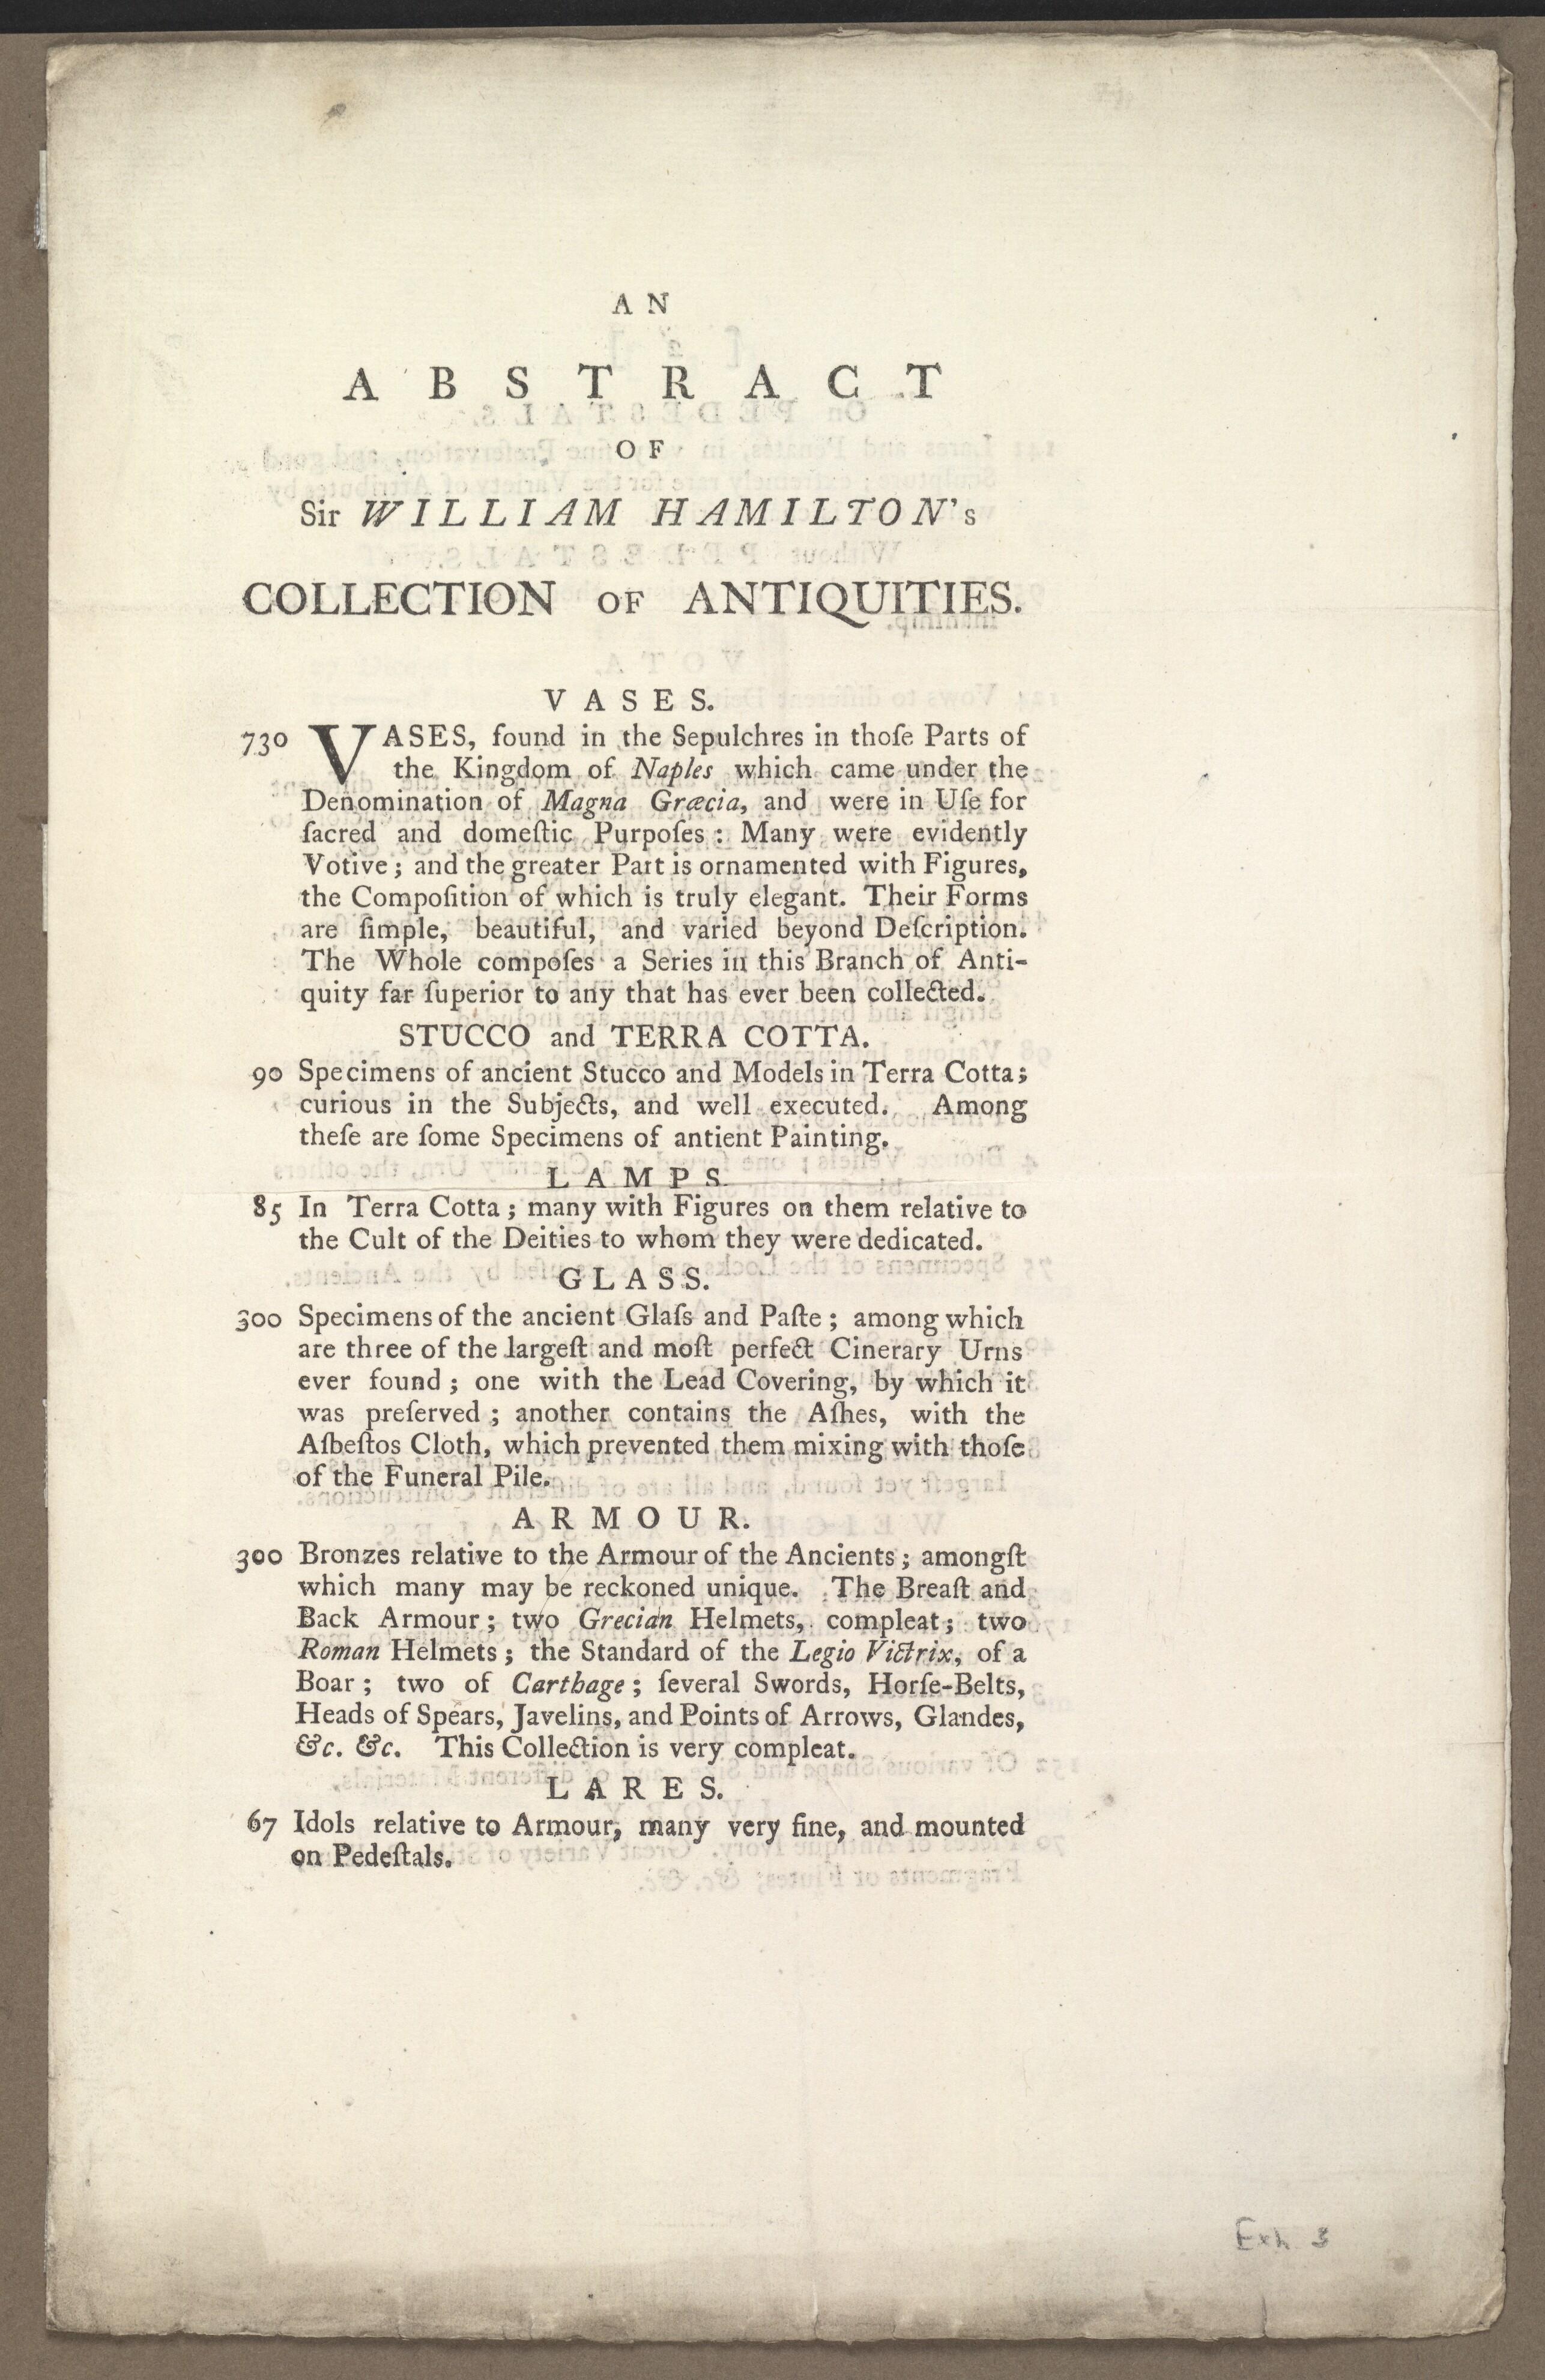 AN
ABSTRACT
OF
Sir WILLIAM HAMILTON's
COLLECTION OF ANTIQUITIES.
VASES.
730 VASES, found in the Sepulchres in thoſe Parts of
the Kingdom of Naples which came under the
Denomination of Magna Græcia, and were in Uſe for
ſacred and domeſtic Purpoſes : Many were evidently
Votive ; and the greater Part is ornamented with Figures,
the Compoſition of which is truly elegant. Their Forms
are ſimple, beautiful, and varied beyond Deſcription.
The Whole compoſes a Series in this Branch of Anti-
quity far ſuperior to any that has ever been collected.
STUCCO and TERRA COTTA.
90 Specimens of ancient Stucco and Models in Terra Cotta ;
curious in the Subjects, and well executed. Among
theſe are ſome Specimens of antient Painting.
LAMPS.
85 In Terra Cotta ; many with Figures on them relative to
the Cult of the Deities to whom they were dedicated.
GLASS.
300 Specimens of the ancient Glaſs and Paſte ; among which
are three of the largeſt and moſt perfect Cinerary Urns
ever found ; one with the Lead Covering, by which it
was preſerved ; another contains the Aſhes, with the
Aſbeſtos Cloth, which prevented them mixing with thoſe
of the Funeral Pile.
ARMOUR.
300 Bronzes relative to the Armour of the Ancients ; amongſt
which many may be reckoned unique. The Breaſt and
Back Armour ; two Grecian Helmets, compleat ; two
Roman Helmets ; the Standard of the Legio Victrix, of a
Boar ; two of Carthage ; ſeveral Swords, Horſe-Belts,
Heads of Spears, Javelins, and Points of Arrows, Glandes,
&c. &c. This Collection is very compleat.
LARES.
67 Idols relative to Armour, many very fine, and mounted
on Pedeſtals.
Exh. 3